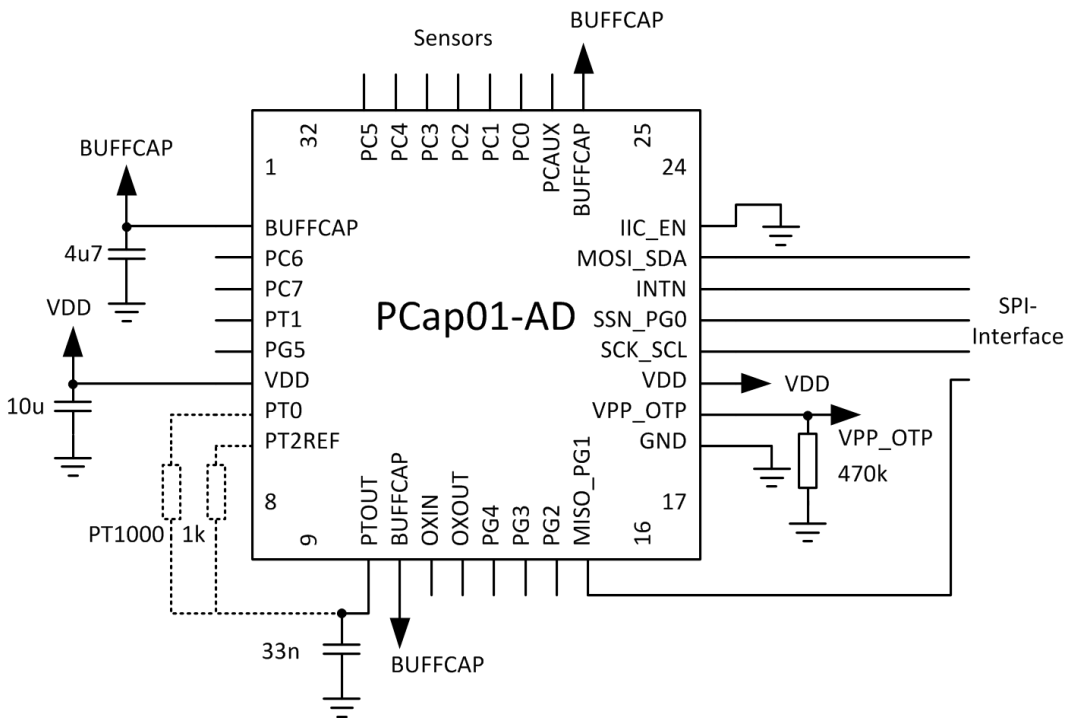 BUFFCAP
Sensors
32
PC5
PC4
PC3
PC2
PC1
PC0
PCAUX
BUFFCAP
25
BUFFCAP
1
24
BUFFCAP
IIC_EN
4u7
PC6
MOSI_SDA
PC7
INTN
VDD
PT1
PCap01-AD
SSN_PG0
SPI-
Interface
PG5
SCK_SCL
VDD
VDD
VDD
10u
PT0
VPP_OTP
PT2REF
GND
VPP_OTP
470k
8
17
PT1000
1k
9
PTOUT
BUFFCAP
OXIN
OXOUT
PG4
PG3
PG2
MISO_PG1
16
33n
BUFFCAP